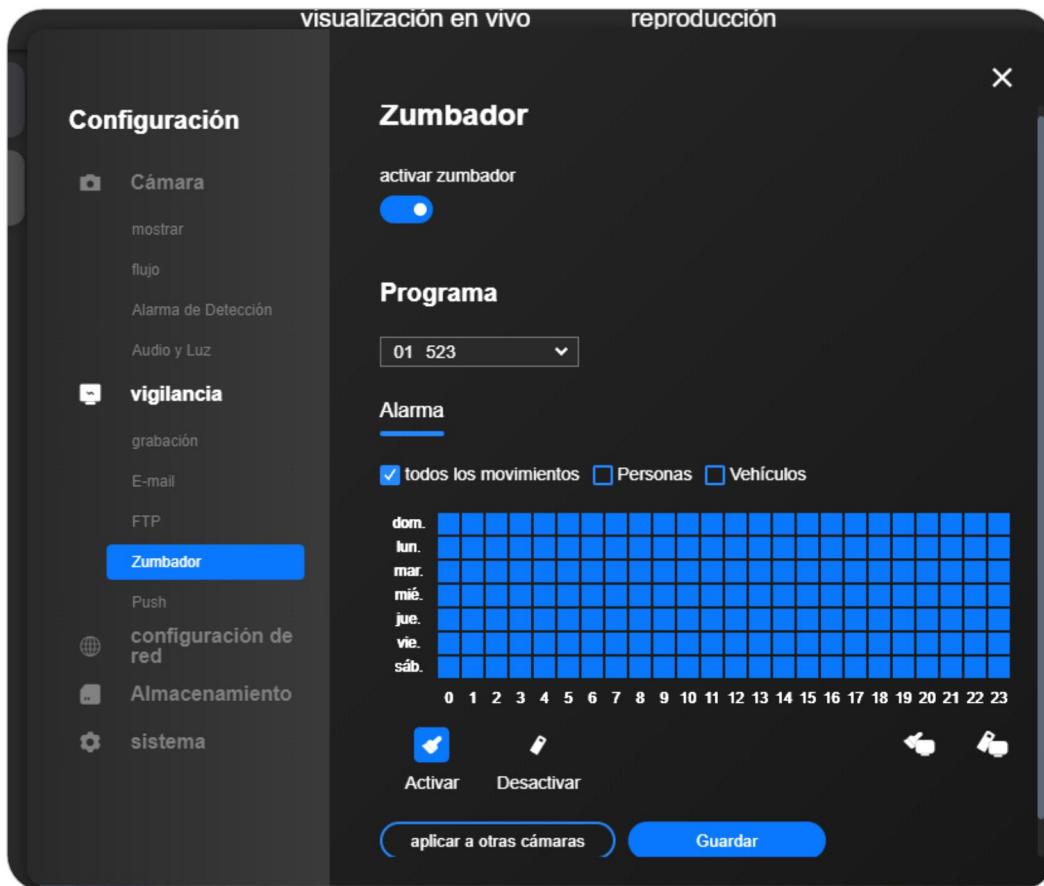 visualización en vivo
reproducción
Configuración
Cámara
mostrar
flujo
Alarma de Detección
Audio y Luz
vigilancia
grabación
E-mail
FTP
Zumbador
Push
configuración de
red
Almacenamiento
sistema
Zumbador
activar zumbador
Programa
01 523
Alarma
todos los movimientos Personas Vehículos
dom.
lun.
mar.
mié.
jue.
vie.
sáb.
0 1 2 3 4 5 6 7 8 9 10 11 12 13 14 15 16 17 18 19 20 21 22 23
Activar Desactivar
aplicar a otras cámaras Guardar